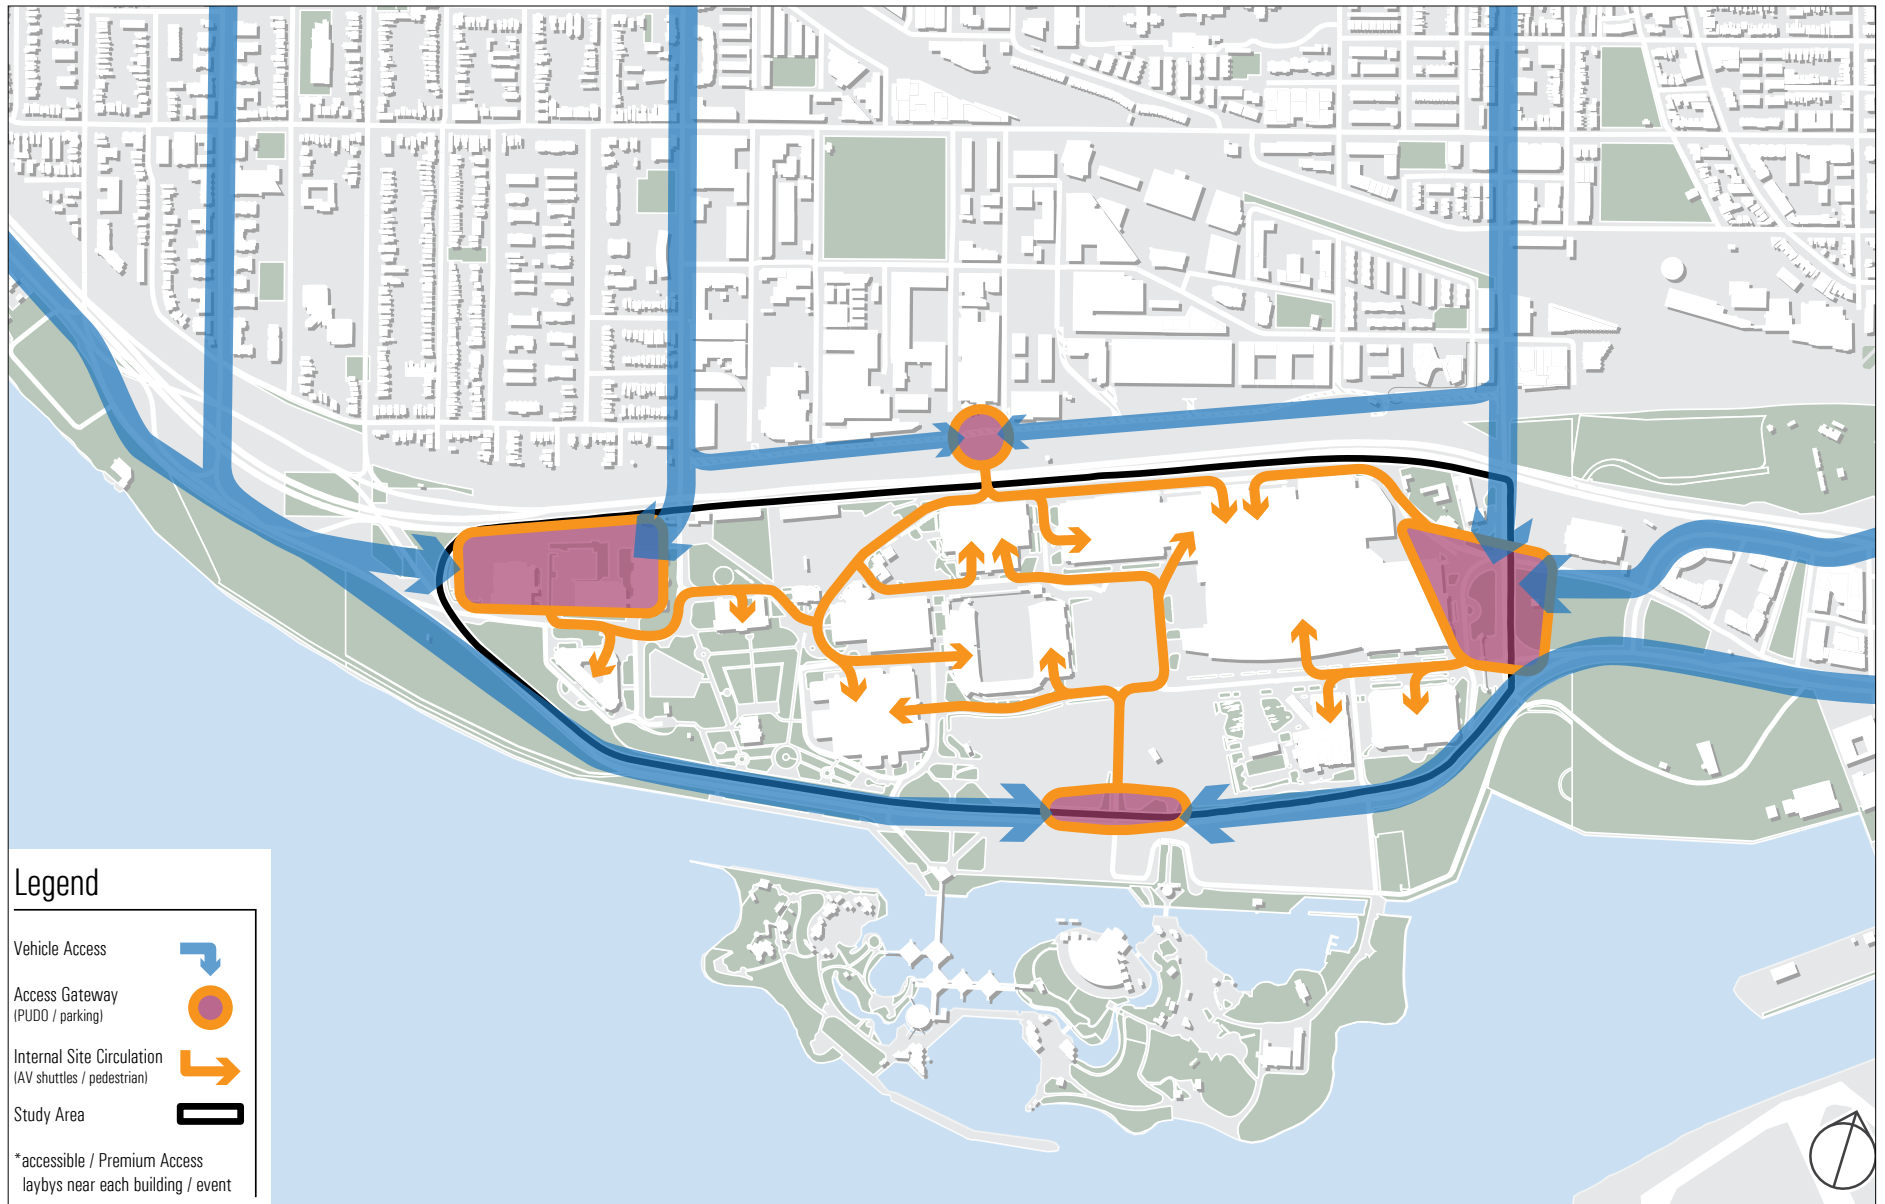 Legend
Vehicle Access
Access Gateway
(PUDO / parking)
Internal Site Circulation
(AV shuttles / pedestrian)
Study Area
*accessible / Premium Access
laybys near each building / event